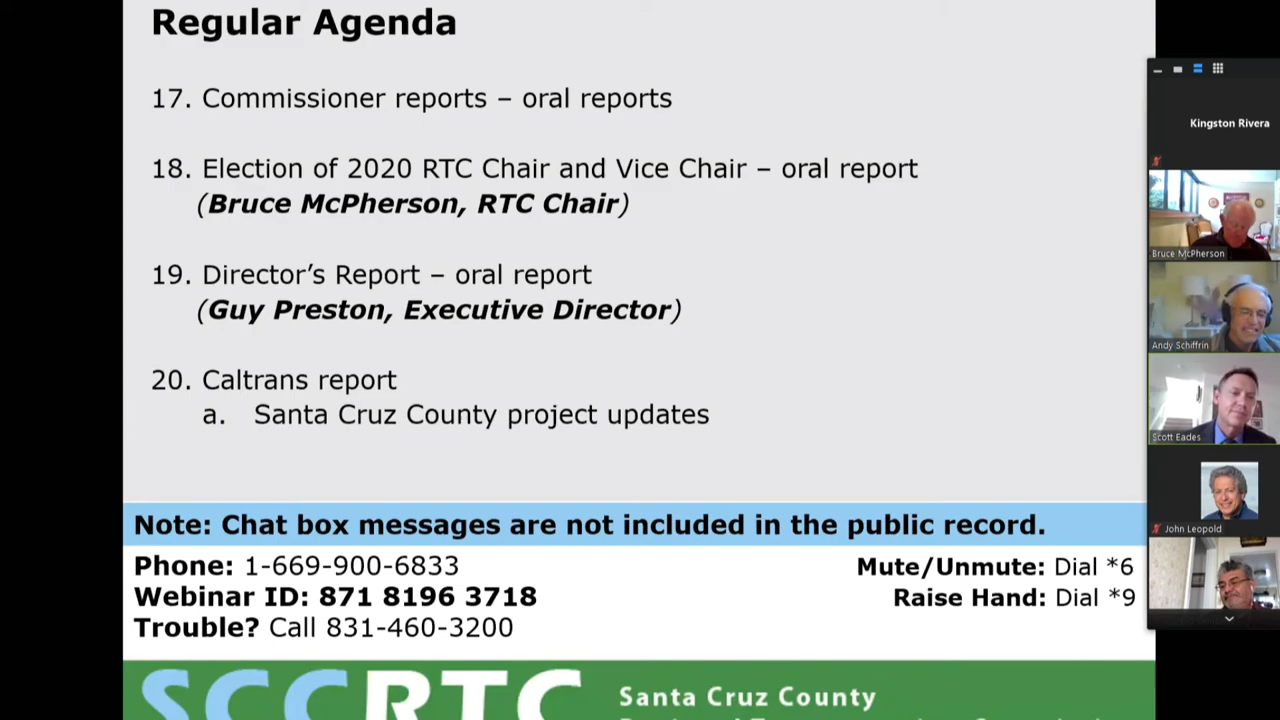 Regular Agenda
17. Commissioner reports – oral reports
18. Election of 2020 RTC Chair and Vice Chair – oral report
(Bruce McPherson, RTC Chair)
19. Director's Report – oral report
(Guy Preston, Executive Director)
20. Caltrans report
a. Santa Cruz County project updates
Note: Chat box messages are not included in the public record.
Phone: 1-669-900-6833
Webinar ID: 871 8196 3718
Trouble? Call 831-460-3200
Mute/Unmute: Dial *6
Raise Hand: Dial *9
SCCRTC
Santa Cruz County
Kingston Rivera
Bruce McPherson
Andy Schiffrin
Scott Eades
John Leopold